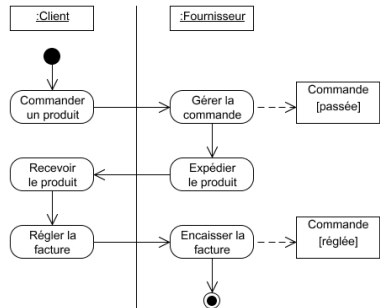 :Client
:Fournisseur
Commander
un produit
Gérer la
commande
Commande
[passée]
Recevoir
le produit
Expédier
le produit
Régler la
facture
Encaisser la
facture
Commande
[réglée]